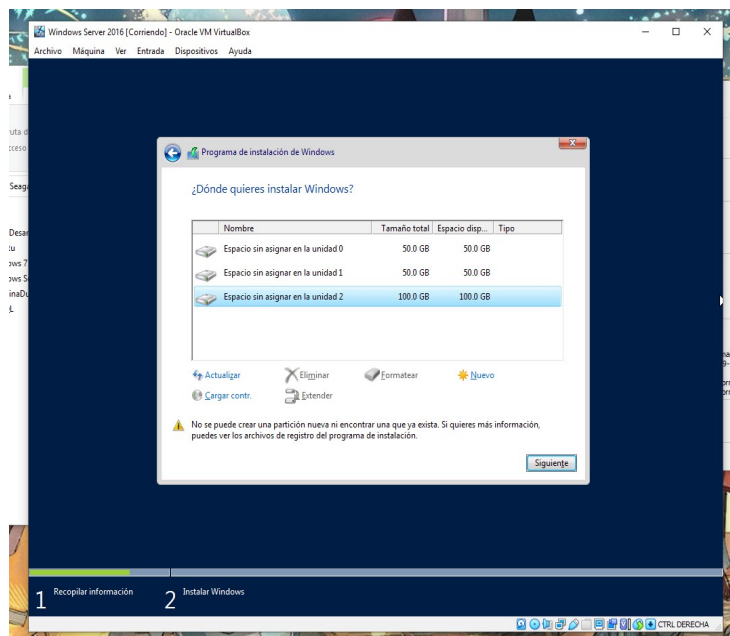 Windows Server 2016 [Corriendo] - Oracle VM VirtualBox
Archivo Máquina Ver Entrada Dispositivos Ayuda
Programa de instalación de Windows
¿Dónde quieres instalar Windows?
Nombre Tamaño total Espacio disp... Tipo
Espacio sin asignar en la unidad 0 50.0 GB 50.0 GB
Espacio sin asignar en la unidad 1 50.0 GB 50.0 GB
Espacio sin asignar en la unidad 2 100.0 GB 100.0 GB
Actualizar Eliminar Formatear Nuevo
Cargar contr. Extender
No se puede crear una partición nueva ni encontrar una que ya exista. Si quieres más información,
puedes ver los archivos de registro del programa de instalación.
Siguiente
1 Recopilar información 2 Instalar Windows
CTRL DERECHA